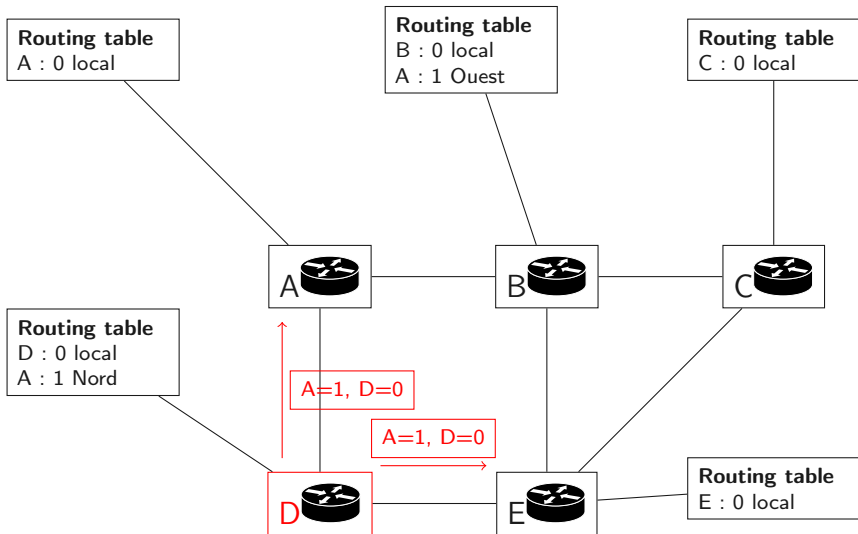 Routing table
A : 0 local
Routing table
B : 0 local
A : 1 Ouest
Routing table
C : 0 local
A
B
C
Routing table
D : 0 local
A : 1 Nord
A=1, D=0
A=1, D=0
Routing table
E : 0 local
D
E